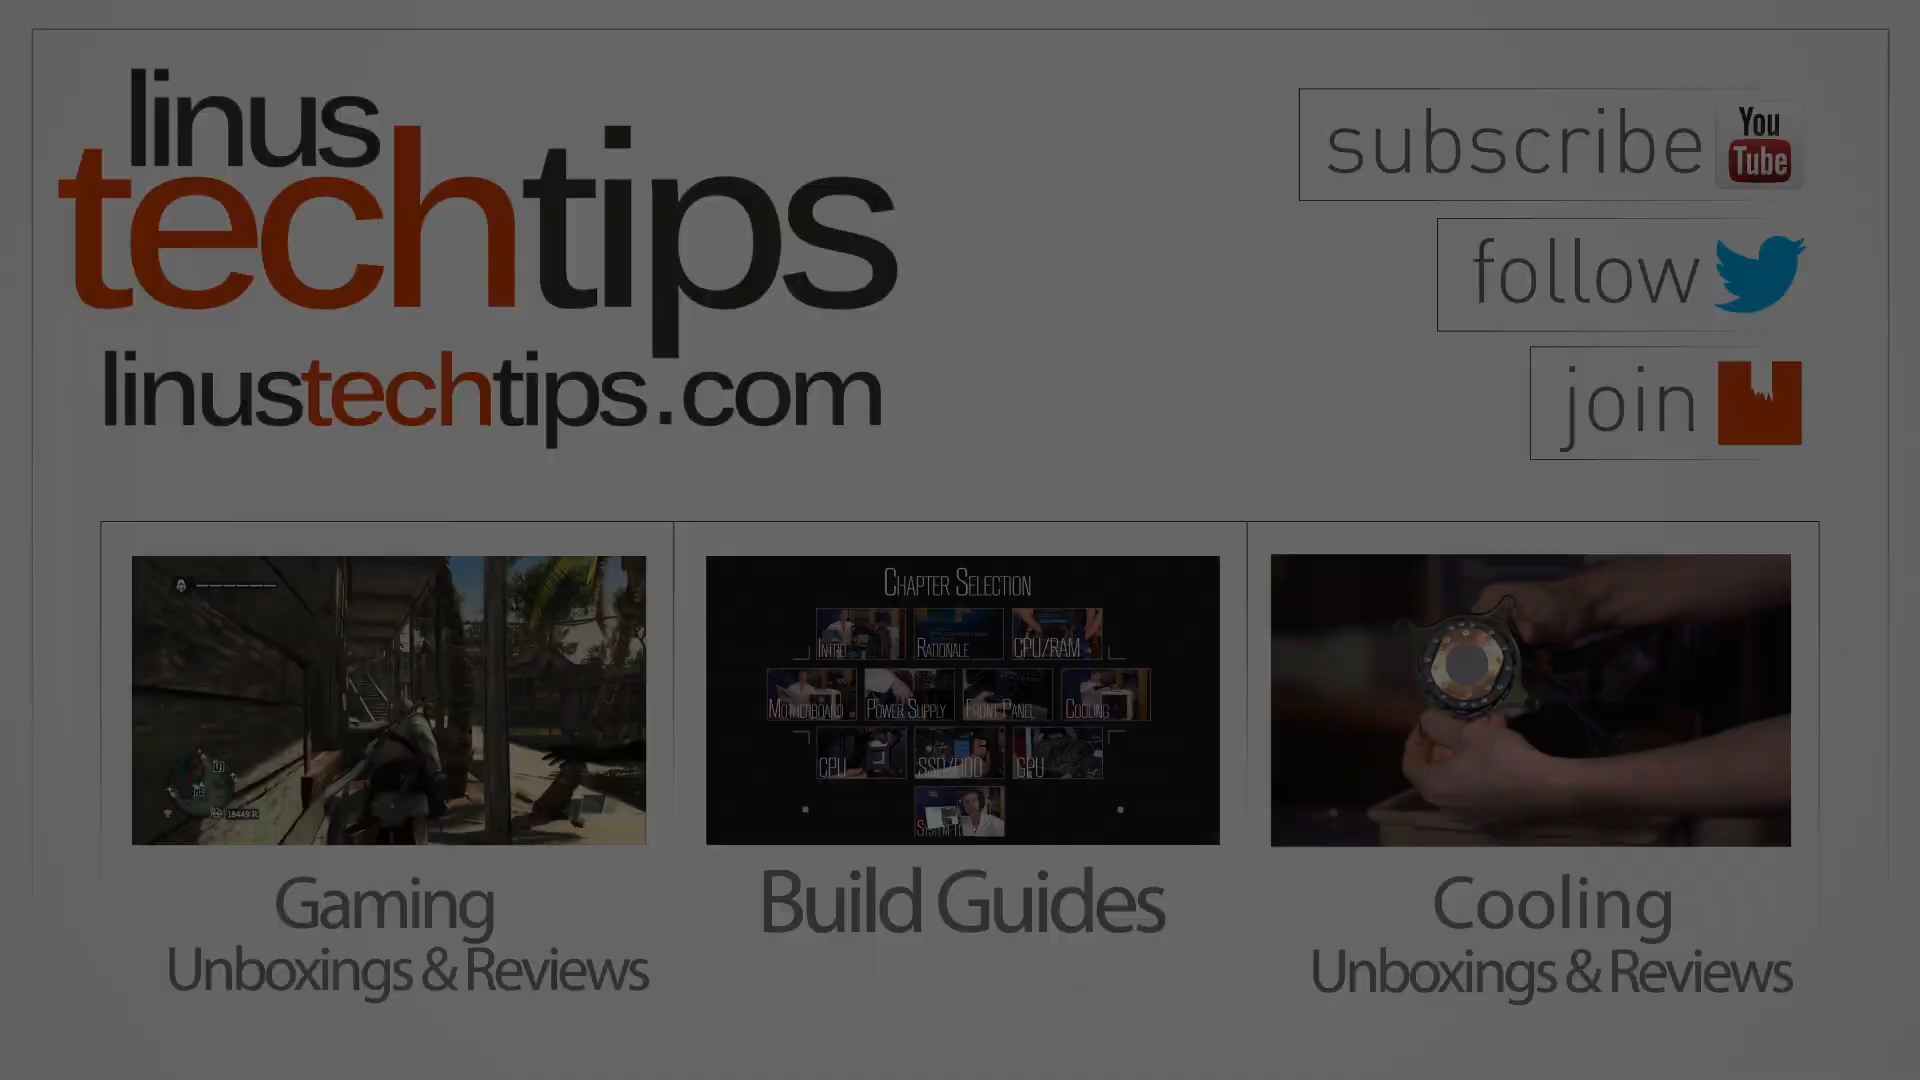 linus
techtips
linustechtips.com
subscribe
You
Tube
follow
join
18449 R
CHAPTER SELECTION
INTRO
RATIONALE
CPU/RAM
MOTHERBOARD
POWER SUPPLY
FRONT PANEL
COOLING
CPU
SSD/HDD
GPU
Gaming
Unboxings & Reviews
Build Guides
Cooling
Unboxings & Reviews